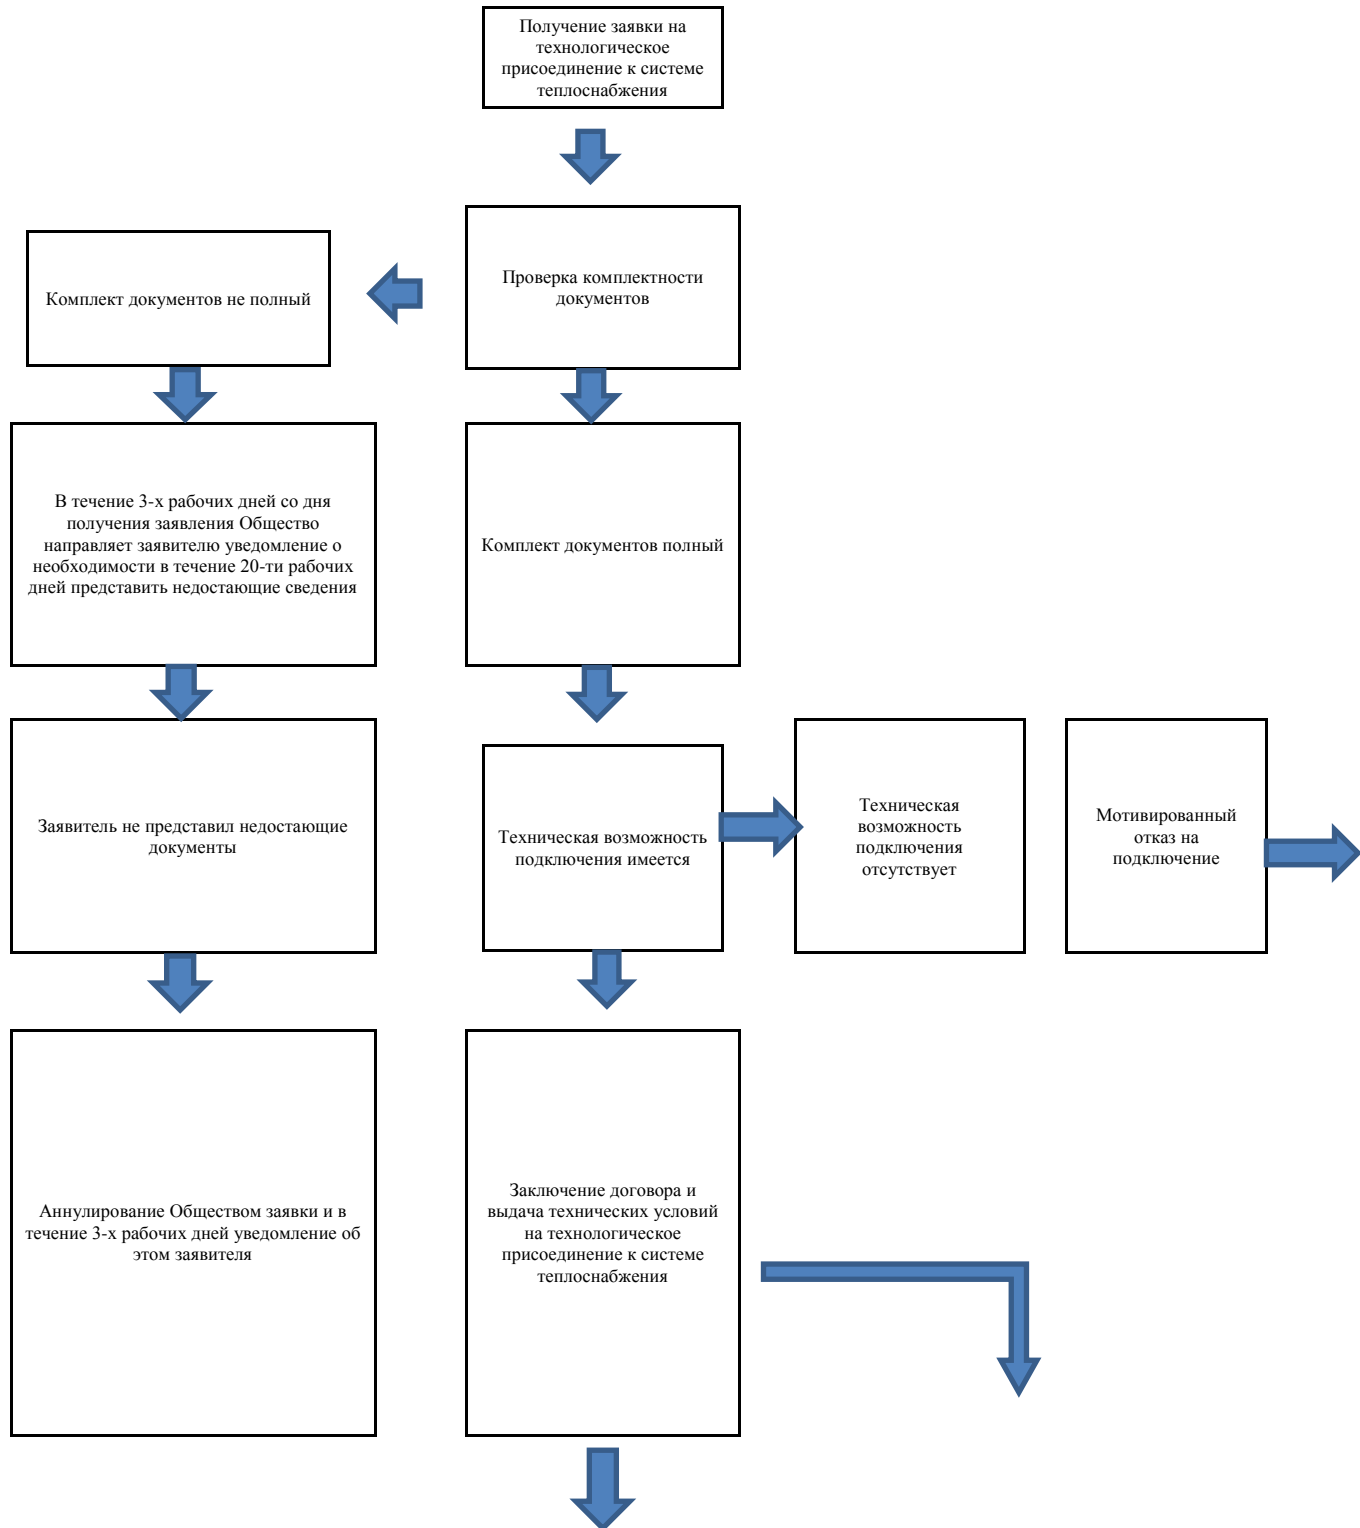 Получение заявки на
технологическое
присоединение к системе
теплоснабжения
Проверка комплектности
документов
Комплект документов не полный
В течение 3-х рабочих дней со дня
получения заявления Общество
направляет заявителю уведомление о
необходимости в течение 20-ти рабочих
дней представить недостающие сведения
Комплект документов полный
Заявитель не представил недостающие
документы
Техническая возможность
подключения имеется
Техническая
возможность
подключения
отсутствует
Мотивированный
отказ на
подключение
Аннулирование Обществом заявки и в
течение 3-х рабочих дней уведомление об
этом заявителя
Заключение договора и
выдача технических условий
на технологическое
присоединение к системе
теплоснабжения